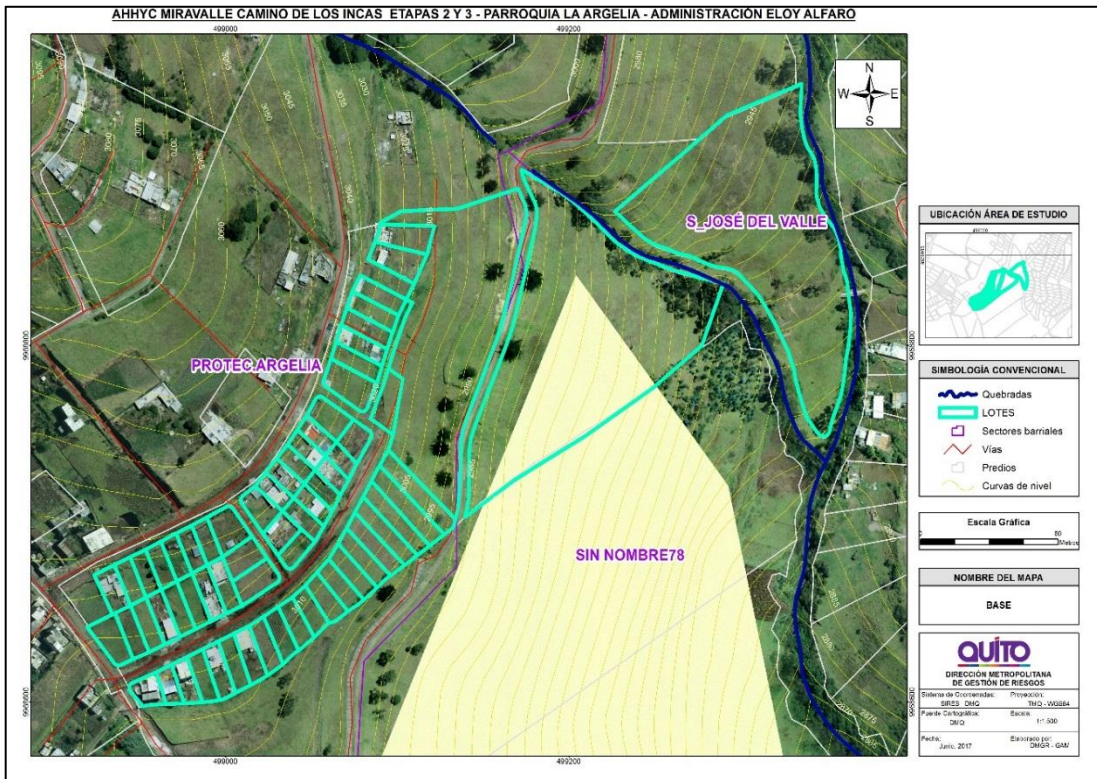 AHHYC MIRAVALLE CAMINO DE LOS INCAS ETAPAS 2 Y 3 - PARROQUIA LA ARGELIA - ADMINISTRACIÓN ELOY ALFARO
499000
499200
N
W E
S
S_JOSÉ DEL VALLE
PROTEC.ARGELIA
SIN NOMBRE78
499000
499200
UBICACIÓN ÁREA DE ESTUDIO
SIMBOLOGÍA CONVENCIONAL
Quebradas
LOTES
Sectores barriales
Vías
Predios
Curvas de nivel
Escala Gráfica
Metros
NOMBRE DEL MAPA
BASE
QUITO
DIRECCIÓN METROPOLITANA
DE GESTIÓN DE RIESGOS
Sistema de Coordenadas:
SIRES DMQ
Proyección:
TMQ - WGS84
Fuente Cartográfica:
DMQ
Escala:
1:1.500
Fecha:
Junio, 2017
Elaborado por:
DMGR - GAM